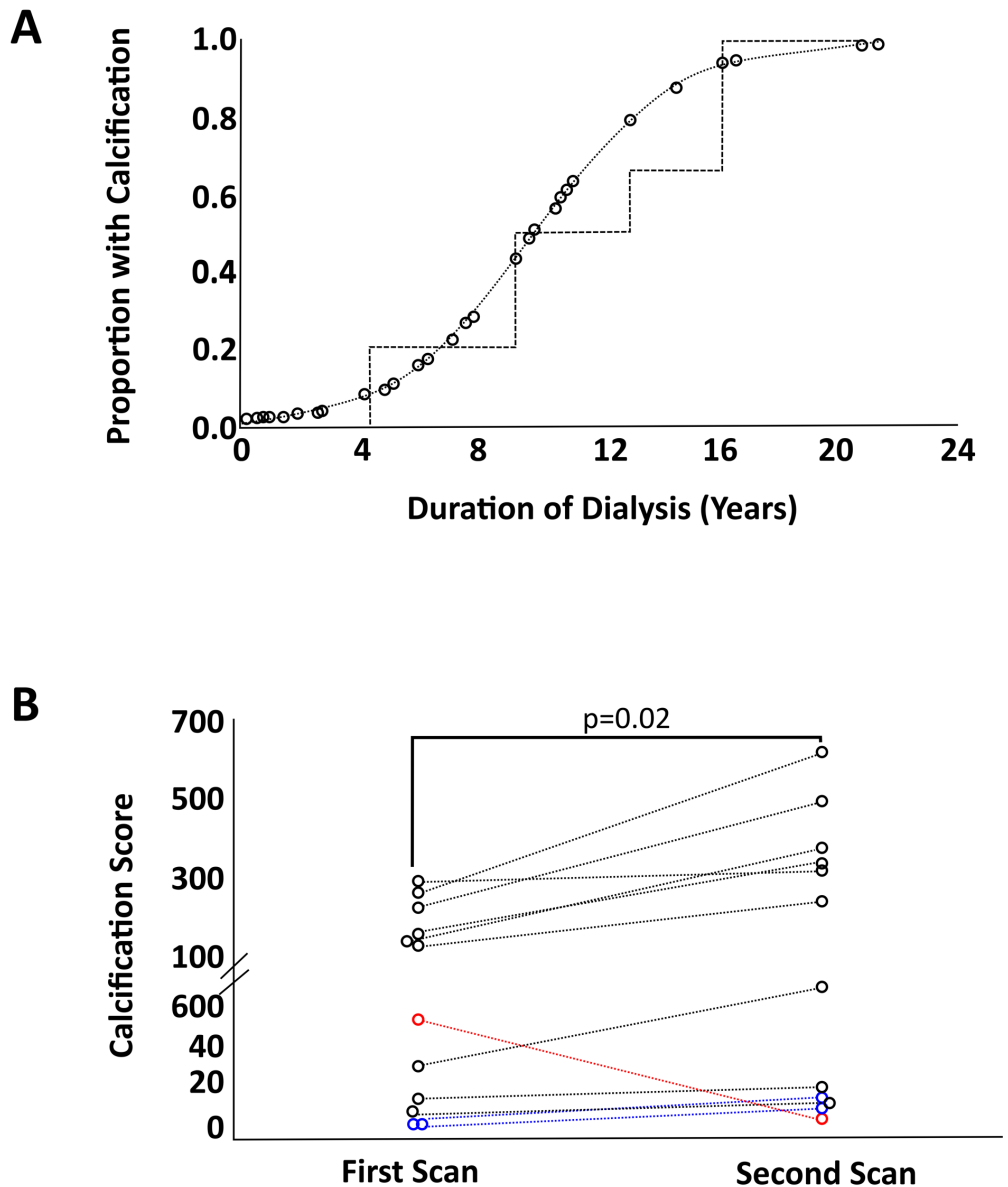 A
Proportion with Calcification
1.0
0.8
0.6
0.4
0.2
0.0
0 4 8 12 16 20 24
Duration of Dialysis (Years)
B
Calcification Score
p=0.02
700
500
300
100
600
40
20
0
First Scan Second Scan